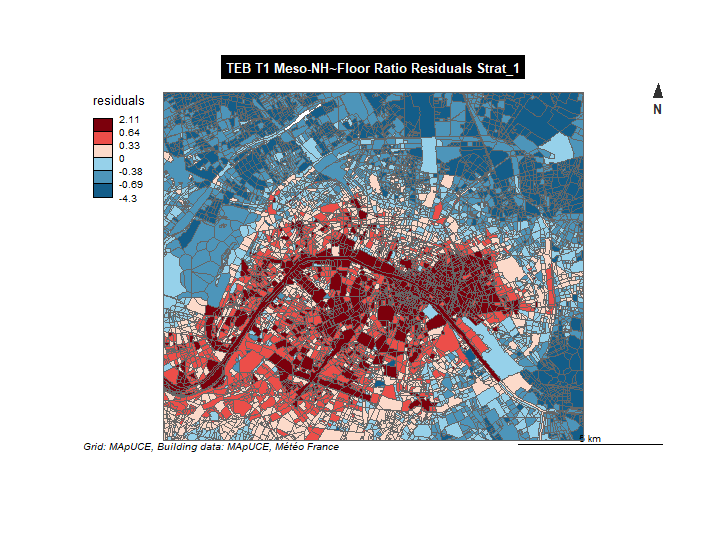 TEB T1 Meso-NH~Floor Ratio Residuals Strat_1
residuals
2.11
0.64
0.33
0
-0.38
-0.69
-4.3
N
5 km
Grid: MApUCE, Building data: MApUCE, Météo France